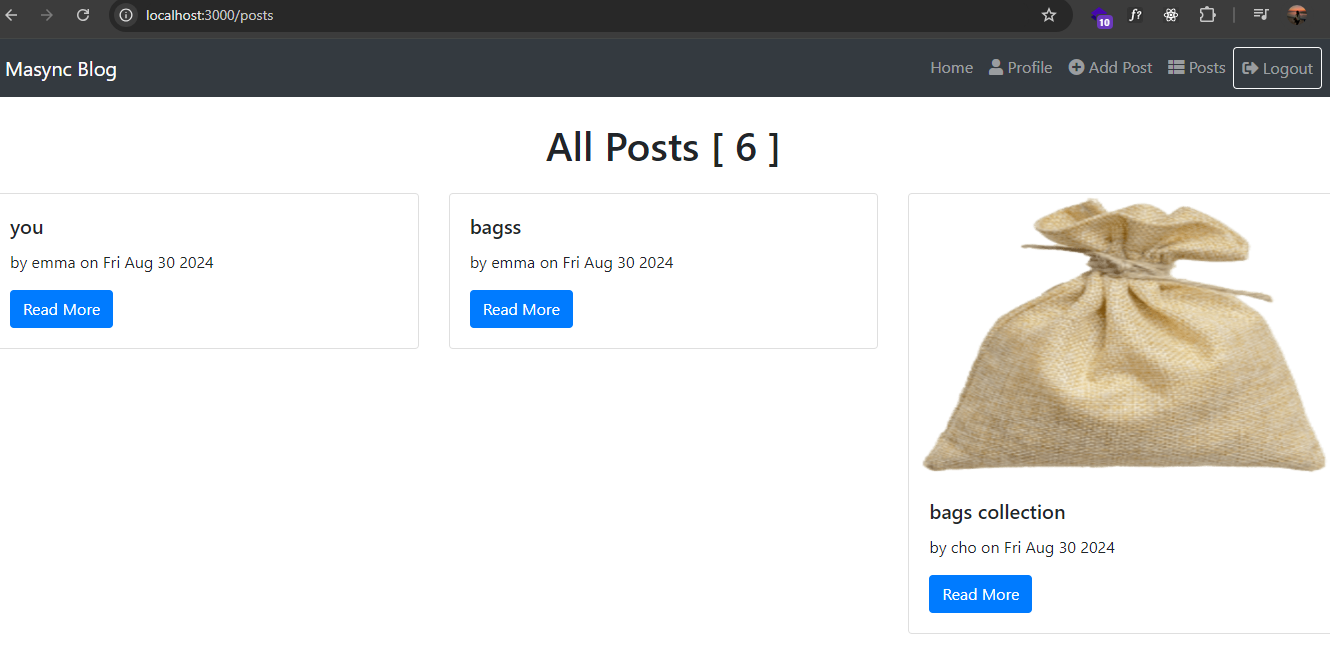 localhost:3000/posts
f?
10
Masync Blog
Home Profile Add Post Posts Logout
All Posts [ 6 ]
you
by emma on Fri Aug 30 2024
Read More
bagss
by emma on Fri Aug 30 2024
Read More
bags collection
by cho on Fri Aug 30 2024
Read More